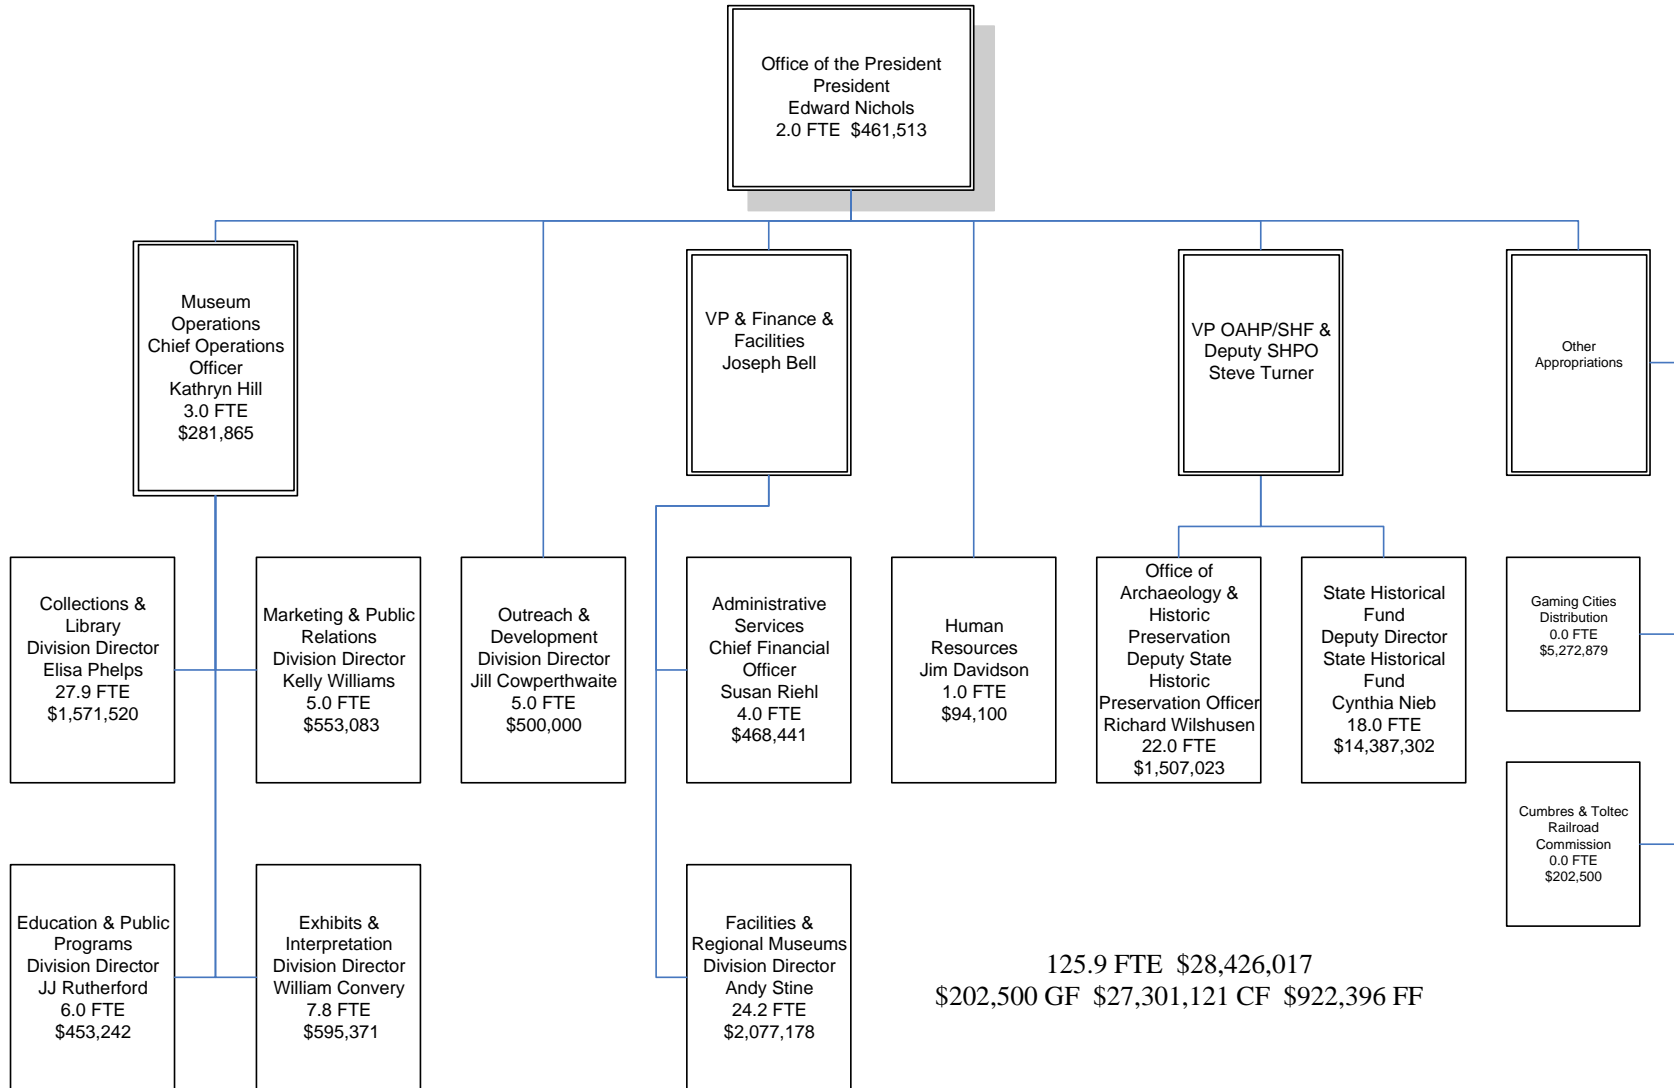 Office of the President
President
Edward Nichols
2.0 FTE $461,513
Museum
Operations
Chief Operations
Officer
Kathryn Hill
3.0 FTE
$281,865
VP & Finance &
Facilities
Joseph Bell
VP OAHP/SHF &
Deputy SHPO
Steve Turner
Other
Appropriations
Collections &
Library
Division Director
Elisa Phelps
27.9 FTE
$1,571,520
Marketing & Public
Relations
Division Director
Kelly Williams
5.0 FTE
$553,083
Outreach &
Development
Division Director
Jill Cowperthwaite
5.0 FTE
$500,000
Administrative
Services
Chief Financial
Officer
Susan Riehl
4.0 FTE
$468,441
Human
Resources
Jim Davidson
1.0 FTE
$94,100
Office of
Archaeology &
Historic
Preservation
Deputy State
Historic
Preservation Officer
Richard Wilshusen
22.0 FTE
$1,507,023
State Historical
Fund
Deputy Director
State Historical
Fund
Cynthia Nieb
18.0 FTE
$14,387,302
Gaming Cities
Distribution
0.0 FTE
$5,272,879
Cumbres & Toltec
Railroad
Commission
0.0 FTE
$202,500
Education & Public
Programs
Division Director
JJ Rutherford
6.0 FTE
$453,242
Exhibits &
Interpretation
Division Director
William Convery
7.8 FTE
$595,371
Facilities &
Regional Museums
Division Director
Andy Stine
24.2 FTE
$2,077,178
125.9 FTE $28,426,017
$202,500 GF $27,301,121 CF $922,396 FF